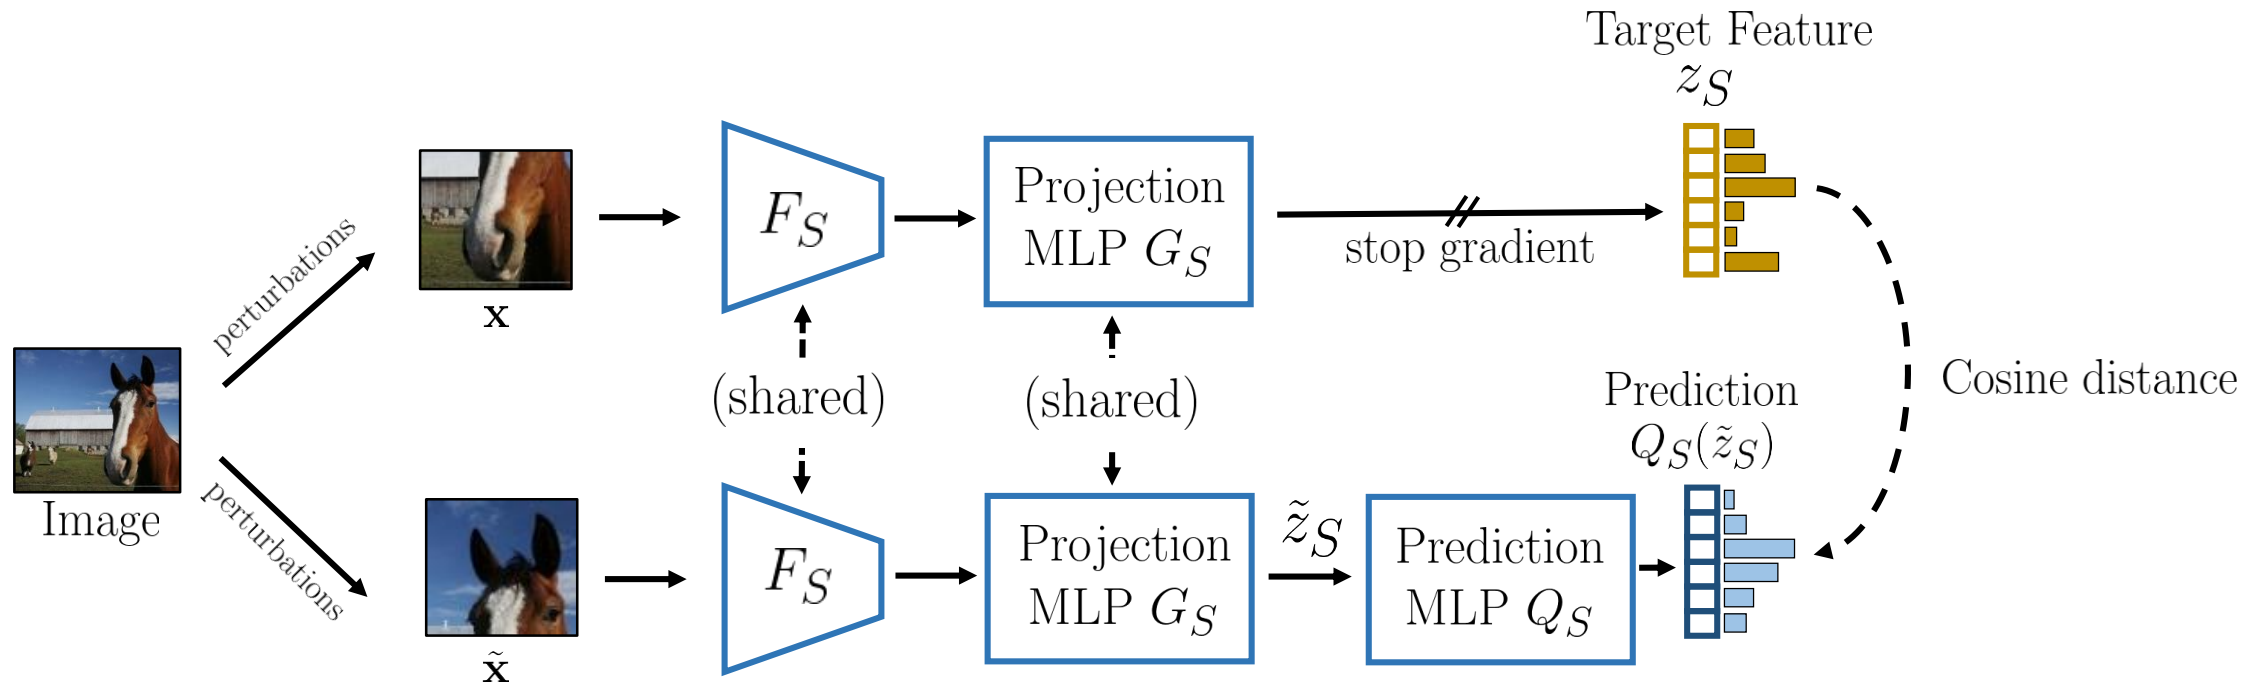 Target Feature
z_S
perturbations
x
F_S
Projection
MLP G_S
stop gradient
(shared)
(shared)
Cosine distance
Image
perturbations
x̃
F_S
Projection
MLP G_S
z̃_S
Prediction
MLP Q_S
Prediction
Q_S(z̃_S)